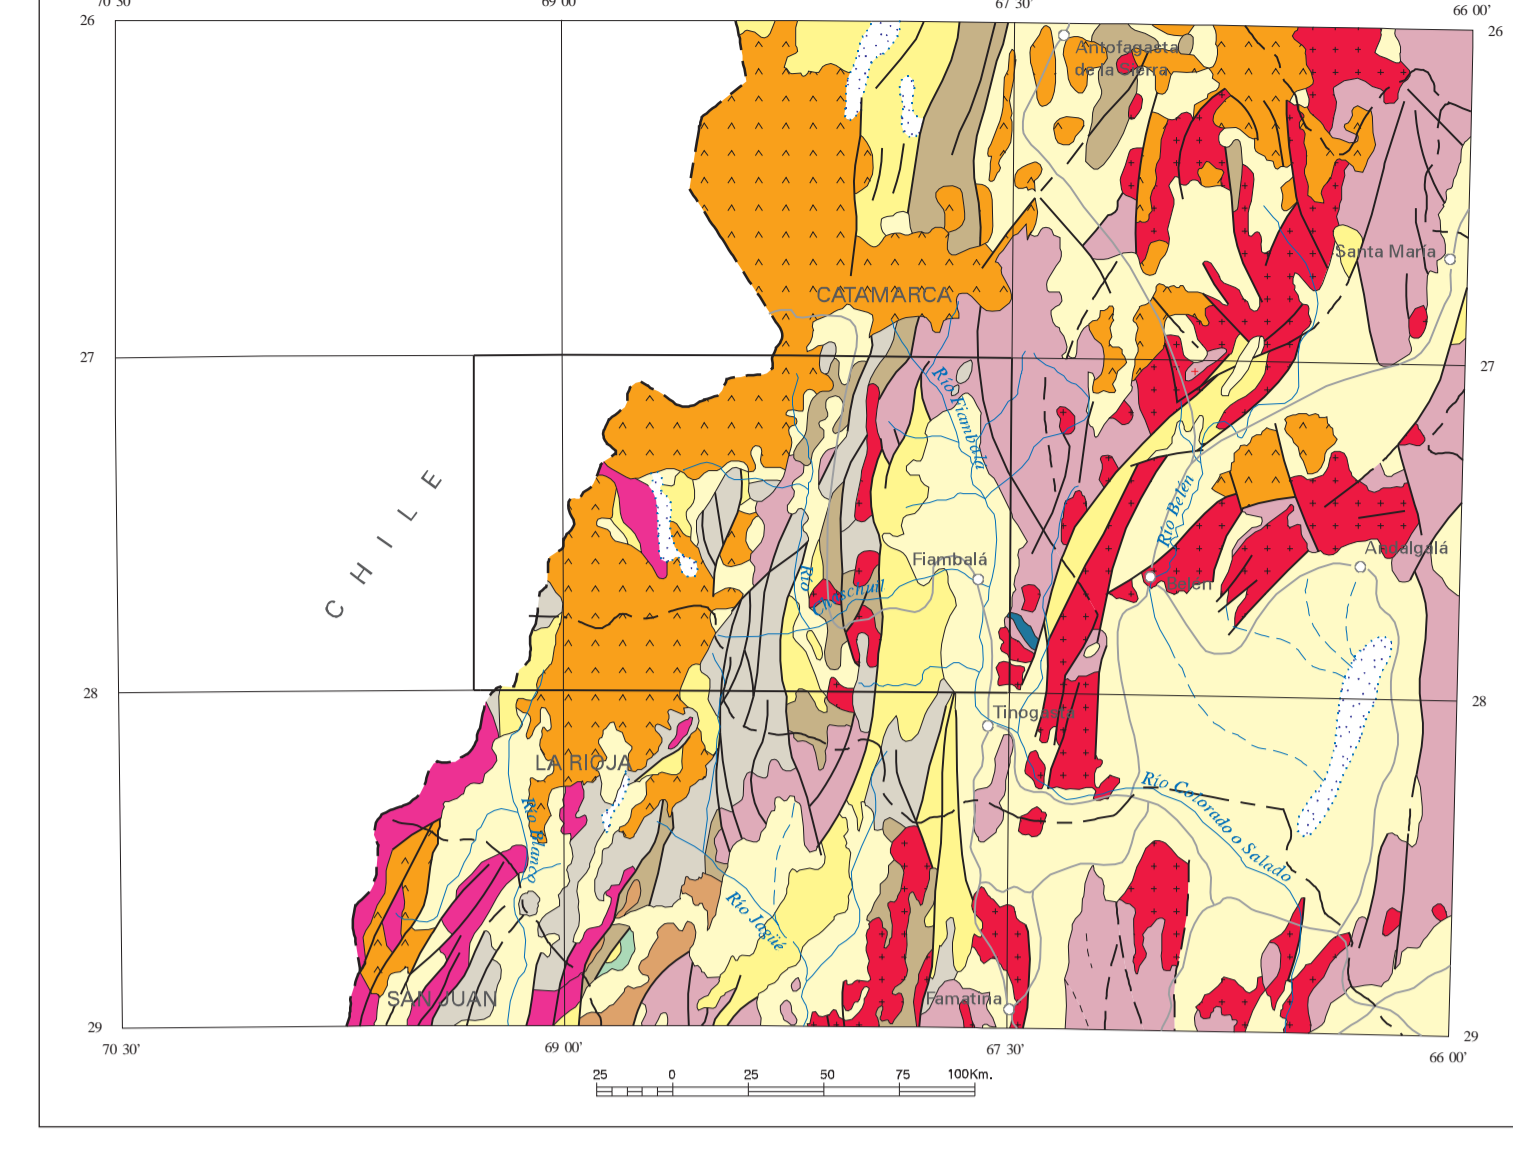 70 30'
69 00'
67 30'
66 00'
26
26
Antofagasta
de la Sierra
Santa María
CATAMARCA
27
27
Río Fiambalá
CHILE
Río Belén
Andalgalá
Fiambalá
Río
Chaschuil
Belén
28
28
Tinogasta
LA RIOJA
Río Colorado o Salado
Río Blanco
Río Jagüé
SAN JUAN
Famatina
29
29
70 30'
69 00'
67 30'
66 00'
25 0 25 50 75 100Km.